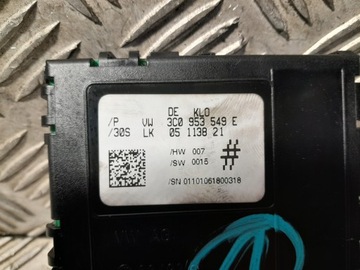 DE KLO
/P VW 3C0 953 549 E
/30S LK 05 1138 21
/HW 007
/SW 0015
#
/SN 01101061800318